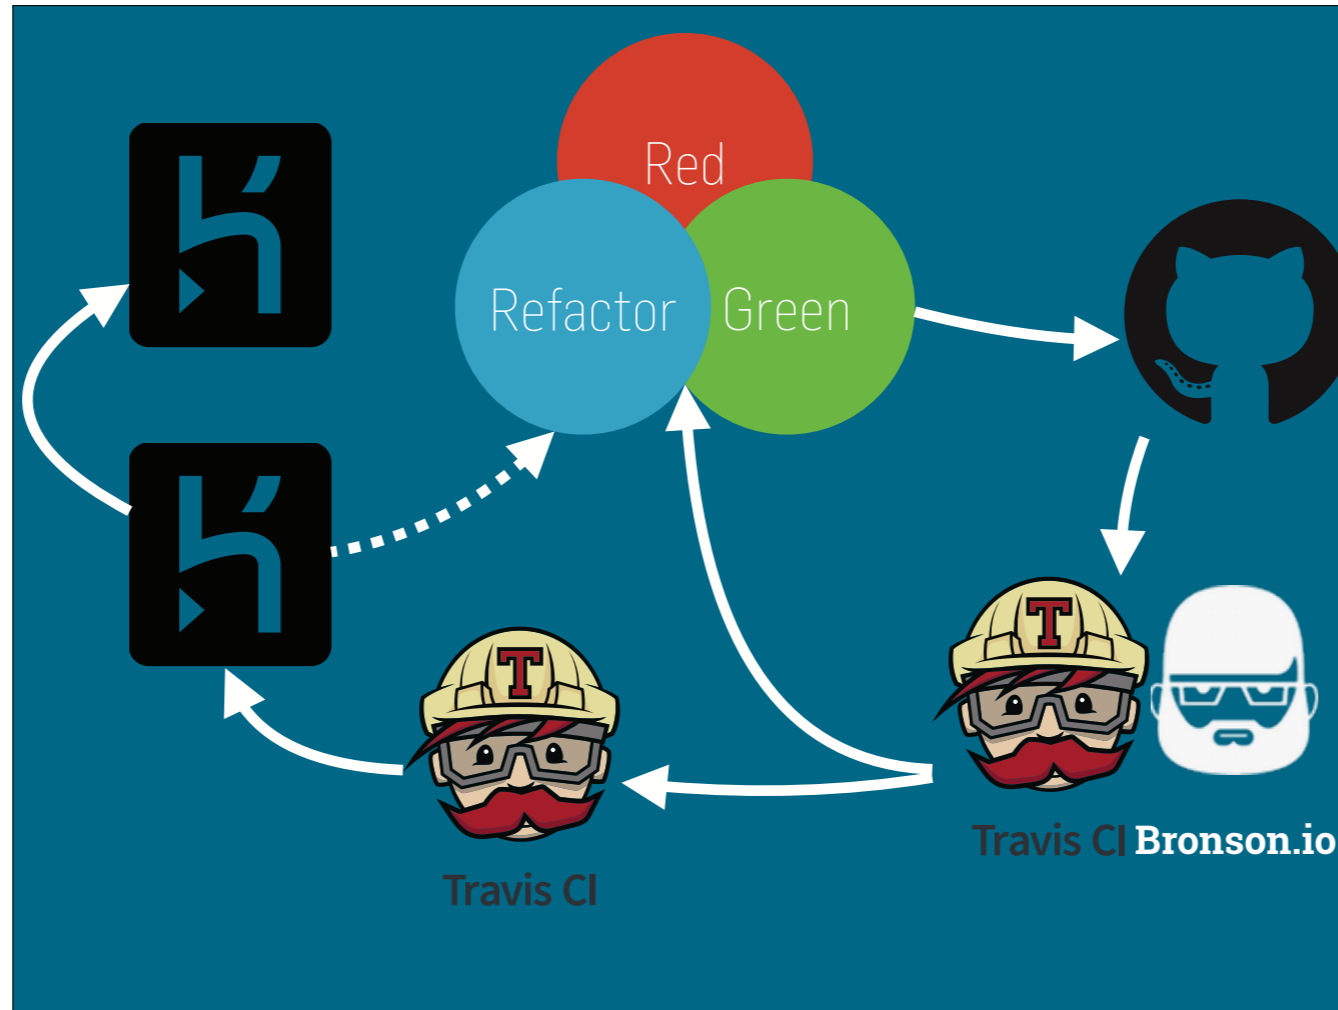 Red
Refactor
Green
T
T
Travis CI
Bronson.io
Travis CI